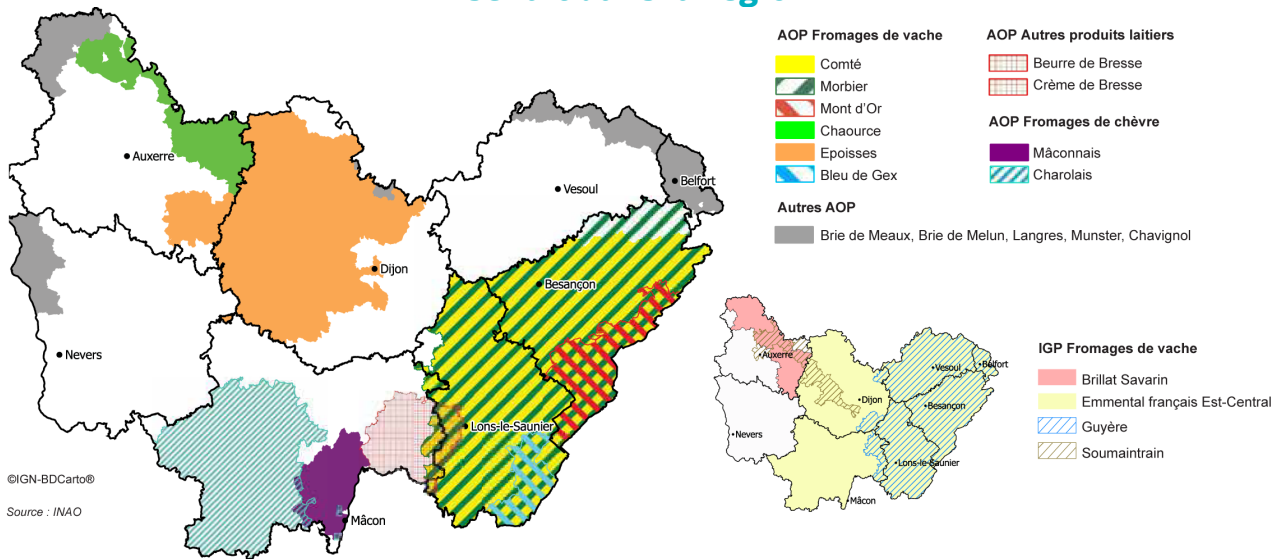 AOP Fromages de vache
Comté
Morbier
Mont d'Or
Chaource
Epoisses
Bleu de Gex
Autres AOP
Brie de Meaux, Brie de Melun, Langres, Munster, Chavignol
AOP Autres produits laitiers
Beurre de Bresse
Crème de Bresse
AOP Fromages de chèvre
Mâconnais
Charolais
Auxerre
Vesoul
Belfort
Dijon
Besançon
Nevers
Lons-le-Saunier
Mâcon
©IGN-BDCarto®
Source : INAO
Auxerre
Vesoul
Belfort
Dijon
Besançon
Nevers
Lons-le-Saunier
Mâcon
IGP Fromages de vache
Brillat Savarin
Emmental français Est-Central
Guyère
Soumaintrain